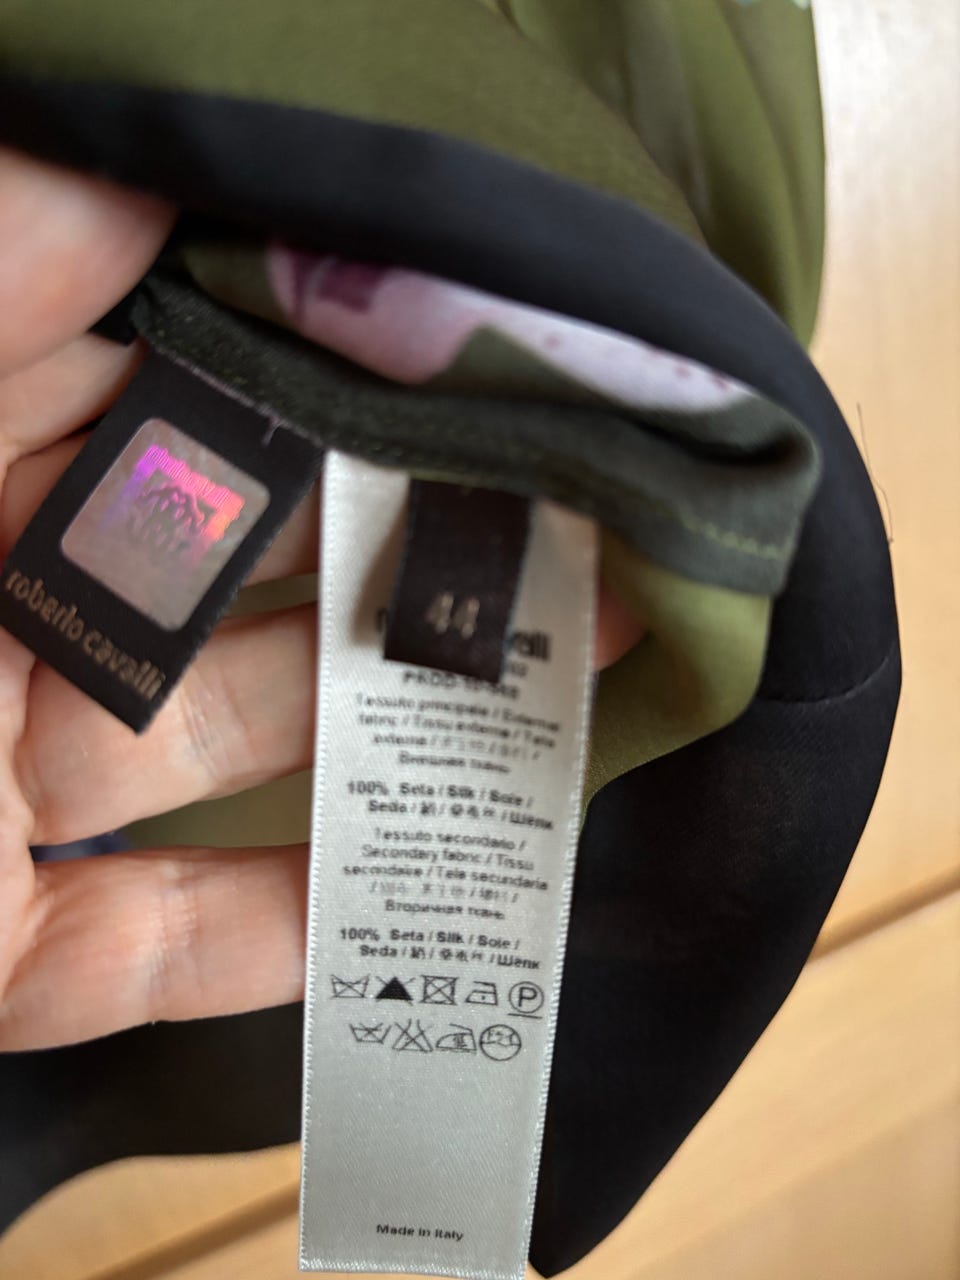 roberto cavalli
44
Tessuto principale / External
fabric / Tissu externe / Tela
externa /
Внешняя ткань
100% Seta / Silk / Soie /
Seda / 絹 / Шёлк
Tessuto secondario /
Secondary fabric / Tissu
secondaire / Tela secundaria
Вторичная ткань
100% Seta / Silk / Soie /
Seda / 絹 / Шёлк
P
Made in Italy